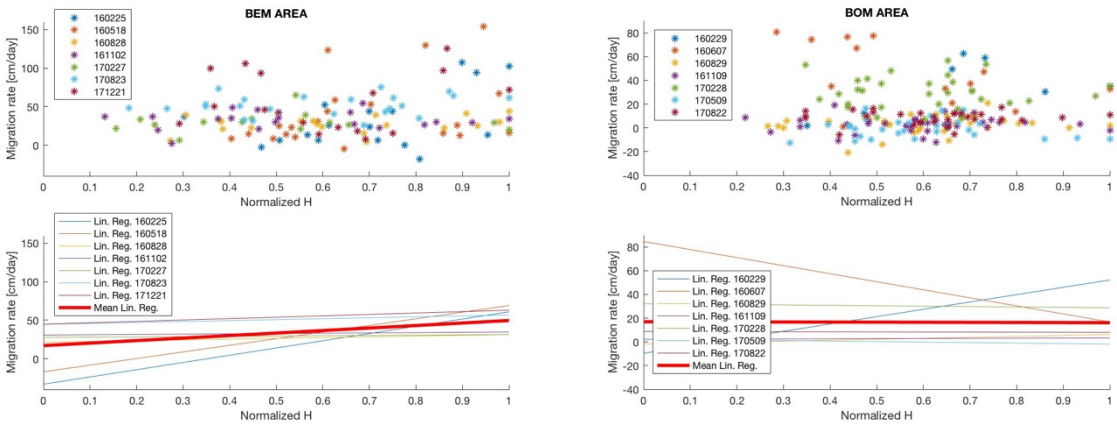 BEM AREA
Migration rate [cm/day]
150
100
50
0
160225
160518
160828
161102
170227
170823
171221
0 0.1 0.2 0.3 0.4 0.5 0.6 0.7 0.8 0.9 1
Normalized H
BOM AREA
Migration rate [cm/day]
80
60
40
20
0
-20
-40
160229
160607
160829
161109
170228
170509
170822
0 0.1 0.2 0.3 0.4 0.5 0.6 0.7 0.8 0.9 1
Normalized H
Migration rate [cm/day]
150
100
50
0
Lin. Reg. 160225
Lin. Reg. 160518
Lin. Reg. 160828
Lin. Reg. 161102
Lin. Reg. 170227
Lin. Reg. 170823
Lin. Reg. 171221
Mean Lin. Reg.
0 0.1 0.2 0.3 0.4 0.5 0.6 0.7 0.8 0.9 1
Normalized H
Migration rate [cm/day]
80
60
40
20
0
-20
-40
Lin. Reg. 160229
Lin. Reg. 160607
Lin. Reg. 160829
Lin. Reg. 161109
Lin. Reg. 170228
Lin. Reg. 170509
Lin. Reg. 170822
Mean Lin. Reg.
0 0.1 0.2 0.3 0.4 0.5 0.6 0.7 0.8 0.9 1
Normalized H